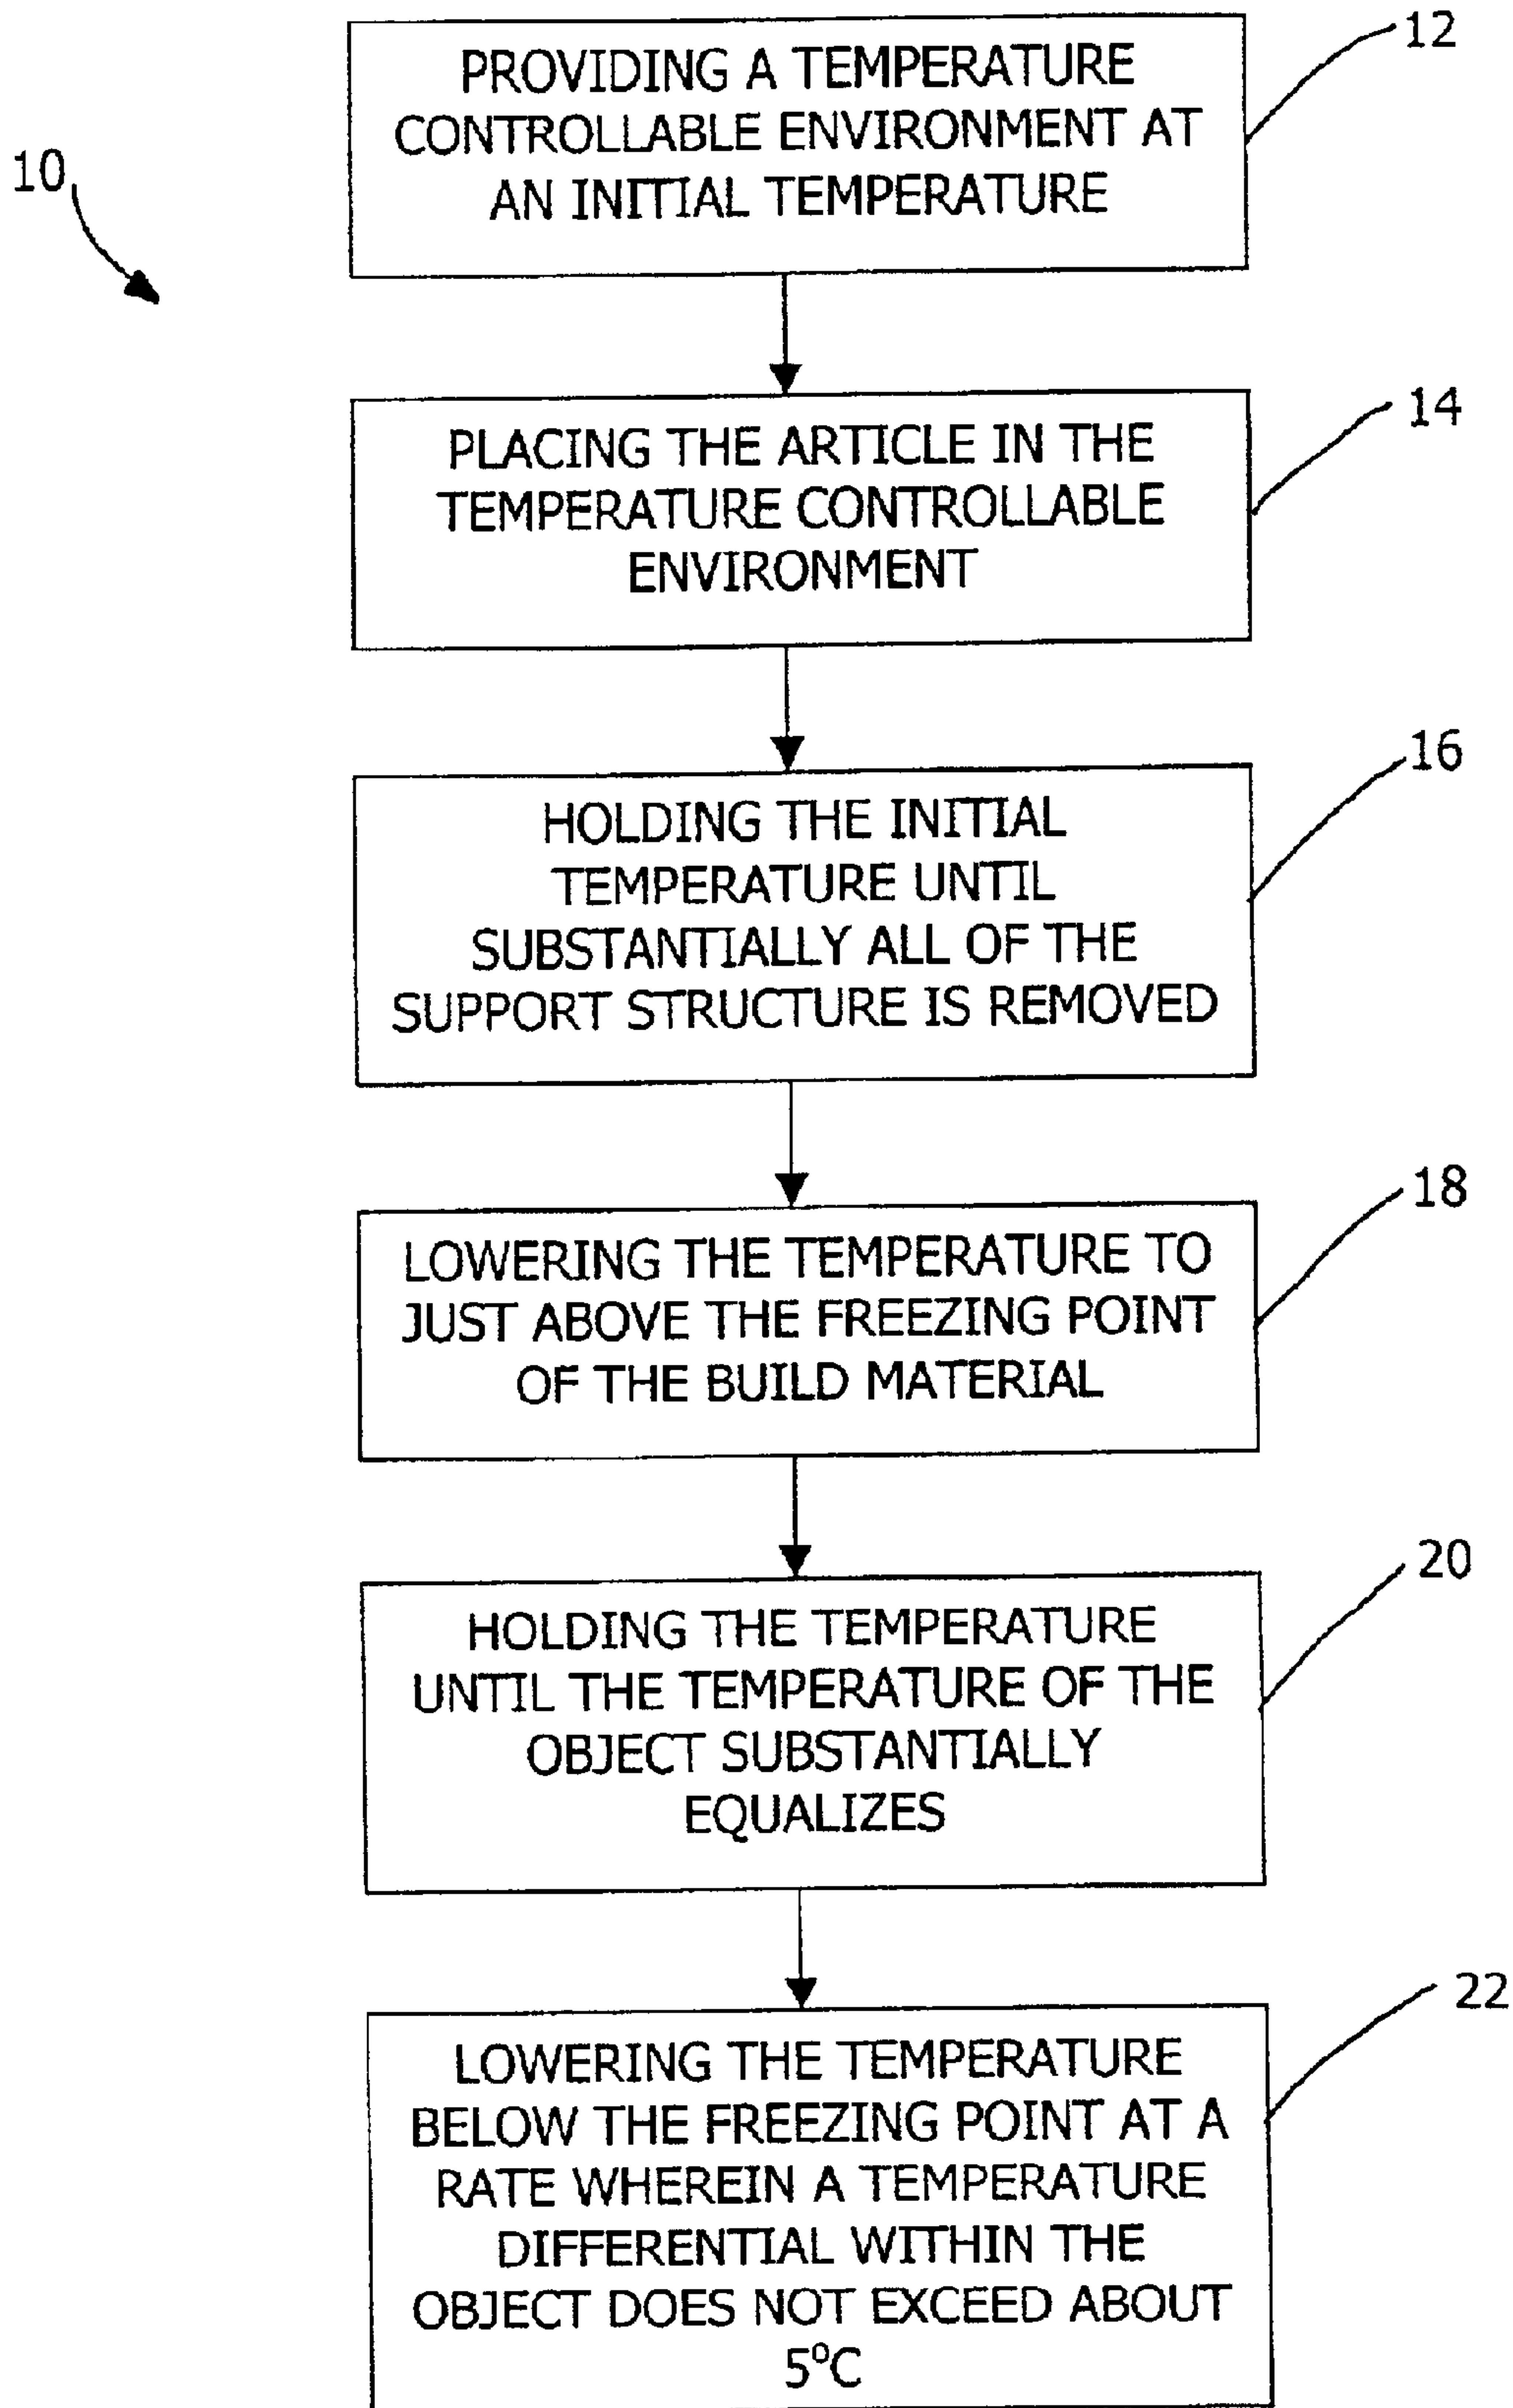 12
PROVIDING A TEMPERATURE
CONTROLLABLE ENVIRONMENT AT
AN INITIAL TEMPERATURE
10
14
PLACING THE ARTICLE IN THE
TEMPERATURE CONTROLLABLE
ENVIRONMENT
16
HOLDING THE INITIAL
TEMPERATURE UNTIL
SUBSTANTIALLY ALL OF THE
SUPPORT STRUCTURE IS REMOVED
18
LOWERING THE TEMPERATURE TO
JUST ABOVE THE FREEZING POINT
OF THE BUILD MATERIAL
20
HOLDING THE TEMPERATURE
UNTIL THE TEMPERATURE OF THE
OBJECT SUBSTANTIALLY
EQUALIZES
22
LOWERING THE TEMPERATURE
BELOW THE FREEZING POINT AT A
RATE WHEREIN A TEMPERATURE
DIFFERENTIAL WITHIN THE
OBJECT DOES NOT EXCEED ABOUT
5°C